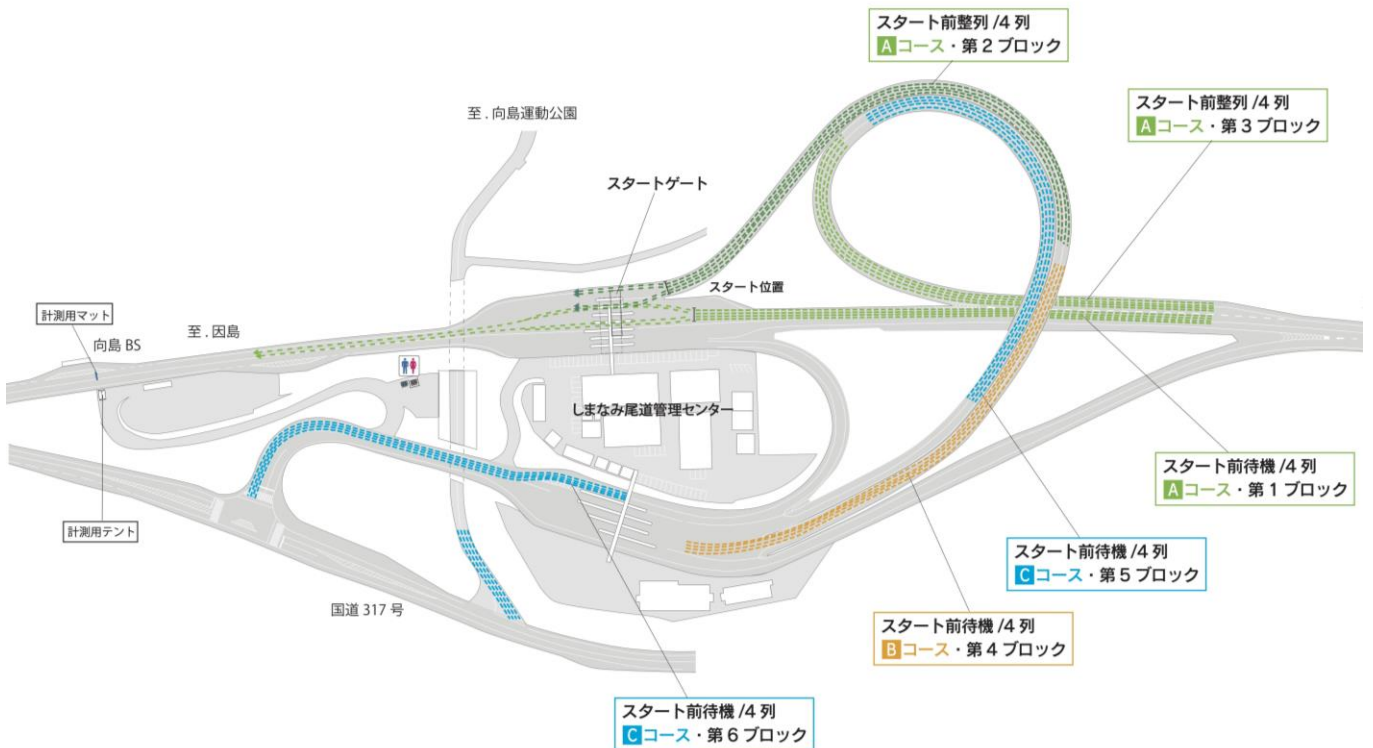 スタート前整列 /4 列
Aコース・第 2 ブロック
スタート前整列 /4 列
Aコース・第 3 ブロック
至 . 向島運動公園
スタートゲート
スタート位置
計測用マット
至 . 因島
向島 BS
しまなみ尾道管理センター
スタート前待機 /4 列
Aコース・第 1 ブロック
計測用テント
スタート前待機 /4 列
Cコース・第 5 ブロック
国道 317 号
スタート前待機 /4 列
Bコース・第 4 ブロック
スタート前待機 /4 列
Cコース・第 6 ブロック